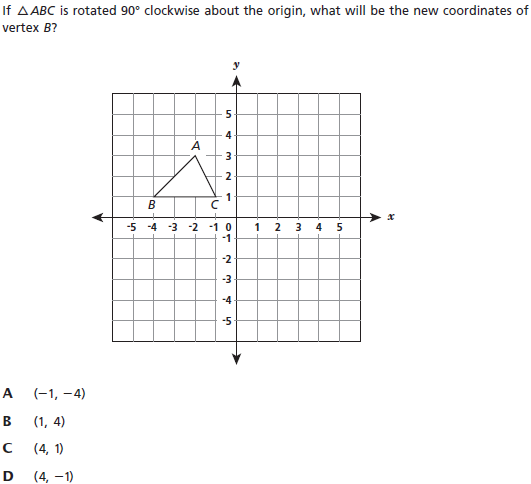 If △ABC is rotated 90° clockwise about the origin, what will be the new coordinates of
vertex B?
y
5
4
A
3
2
B
C
1
x
-5 -4 -3 -2 -1 0 1 2 3 4 5
-1
-2
-3
-4
-5
A (−1, −4)
B (1, 4)
C (4, 1)
D (4, −1)